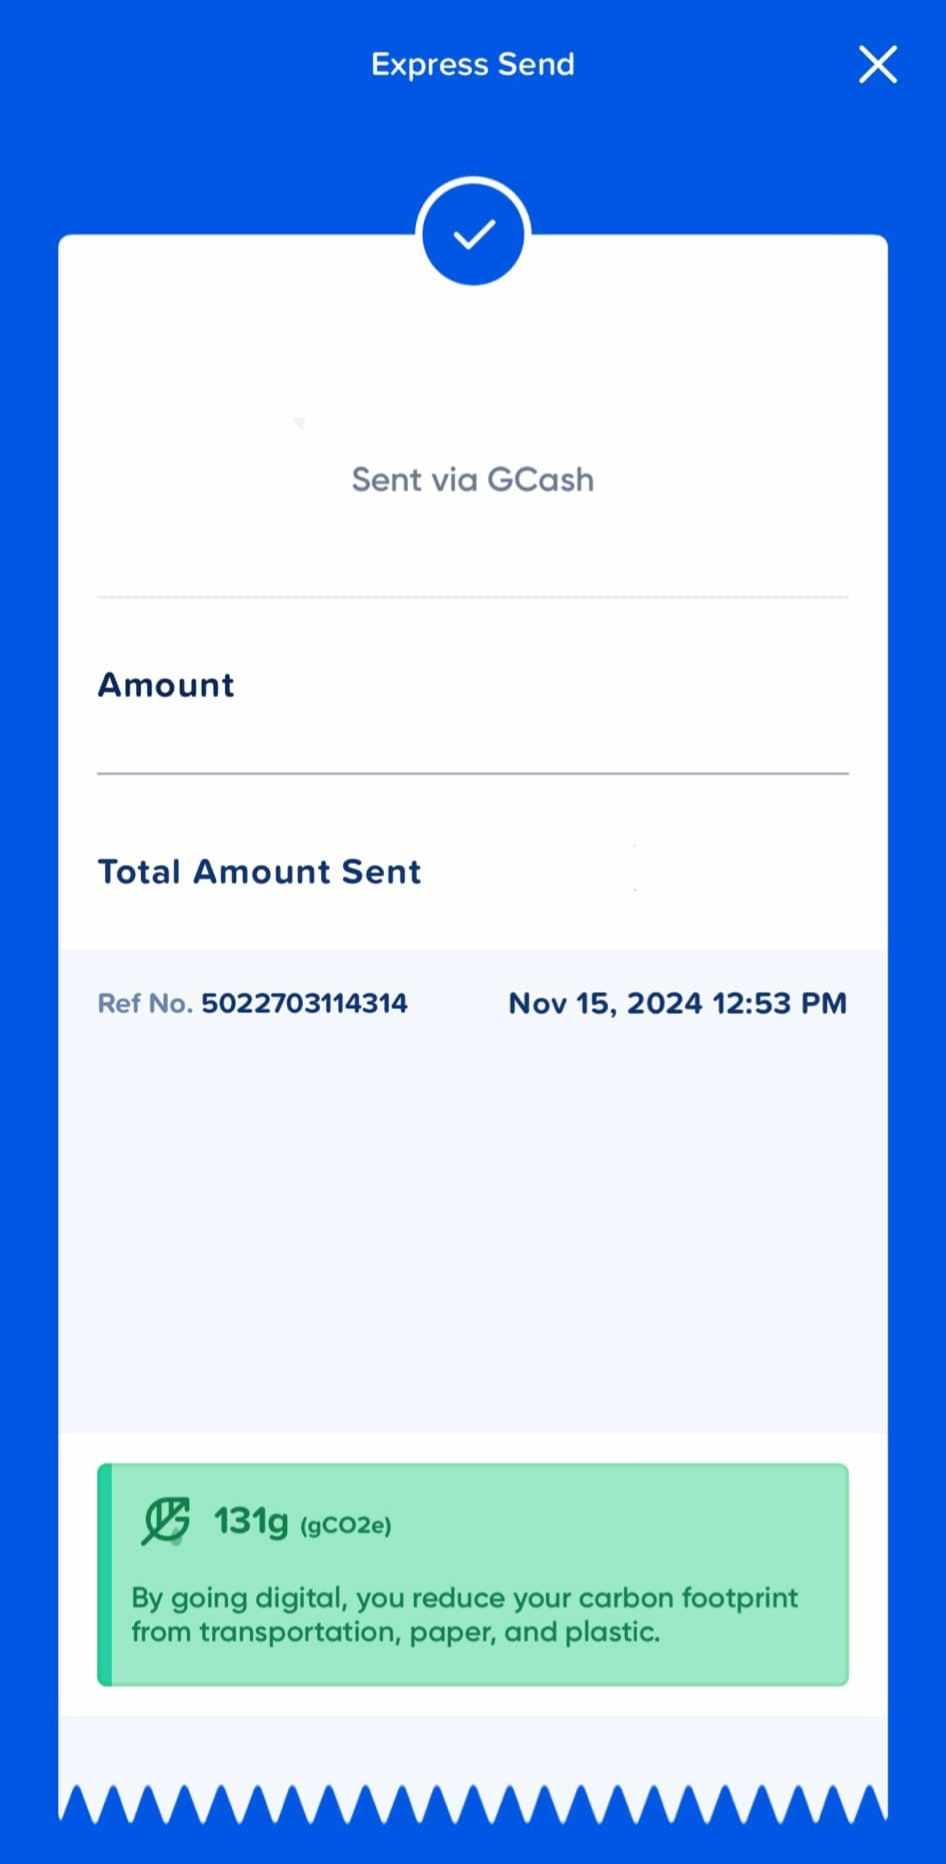 Express Send
Sent via GCash
Amount
Total Amount Sent
Ref No. 5022703114314 Nov 15, 2024 12:53 PM
131g (gCO2e)
By going digital, you reduce your carbon footprint
from transportation, paper, and plastic.